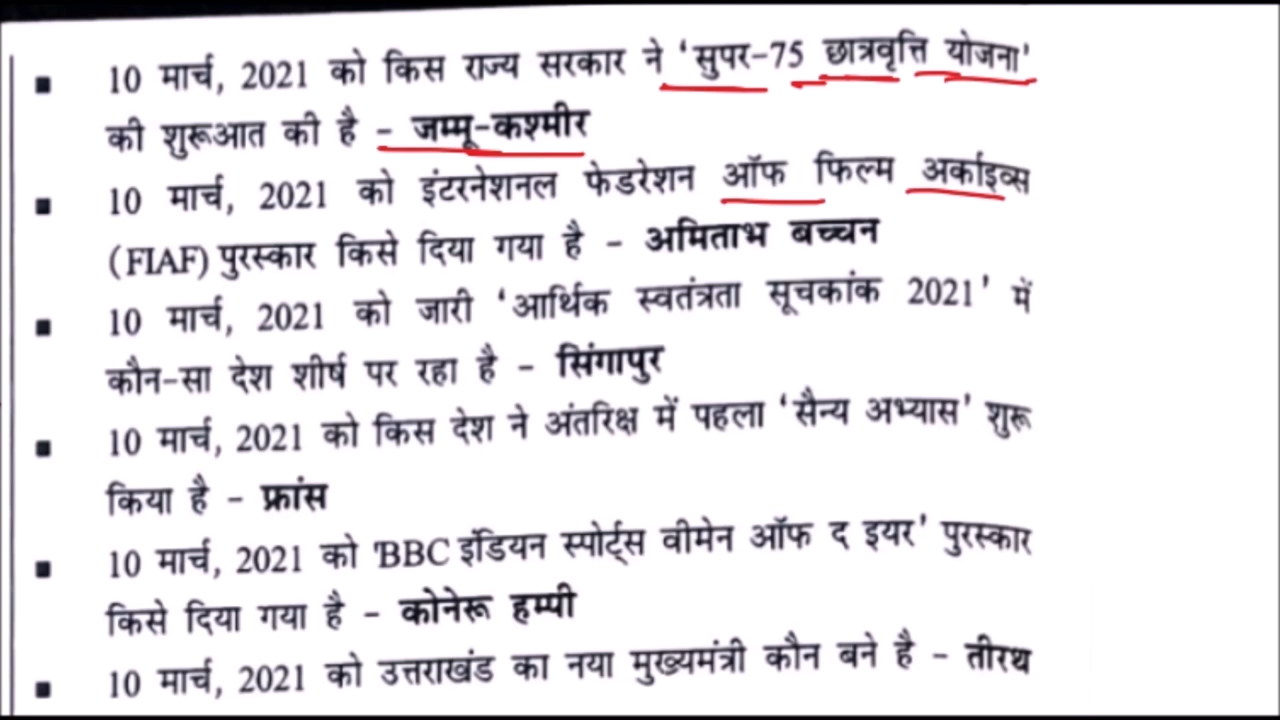 ▪ 10 मार्च, 2021 को किस राज्य सरकार ने 'सुपर-75 छात्रवृत्ति योजना'
की शुरूआत की है - जम्मू-कश्मीर
▪ 10 मार्च, 2021 को इंटरनेशनल फेडरेशन ऑफ फिल्म अर्काइव्स
(FIAF) पुरस्कार किसे दिया गया है - अमिताभ बच्चन
▪ 10 मार्च, 2021 को जारी 'आर्थिक स्वतंत्रता सूचकांक 2021' में
कौन-सा देश शीर्ष पर रहा है - सिंगापुर
▪ 10 मार्च, 2021 को किस देश ने अंतरिक्ष में पहला 'सैन्य अभ्यास' शुरू
किया है - फ्रांस
▪ 10 मार्च, 2021 को 'BBC इंडियन स्पोर्ट्स वीमेन ऑफ द इयर' पुरस्कार
किसे दिया गया है - कोनेरू हम्पी
▪ 10 मार्च, 2021 को उत्तराखंड का नया मुख्यमंत्री कौन बने है - तीरथ